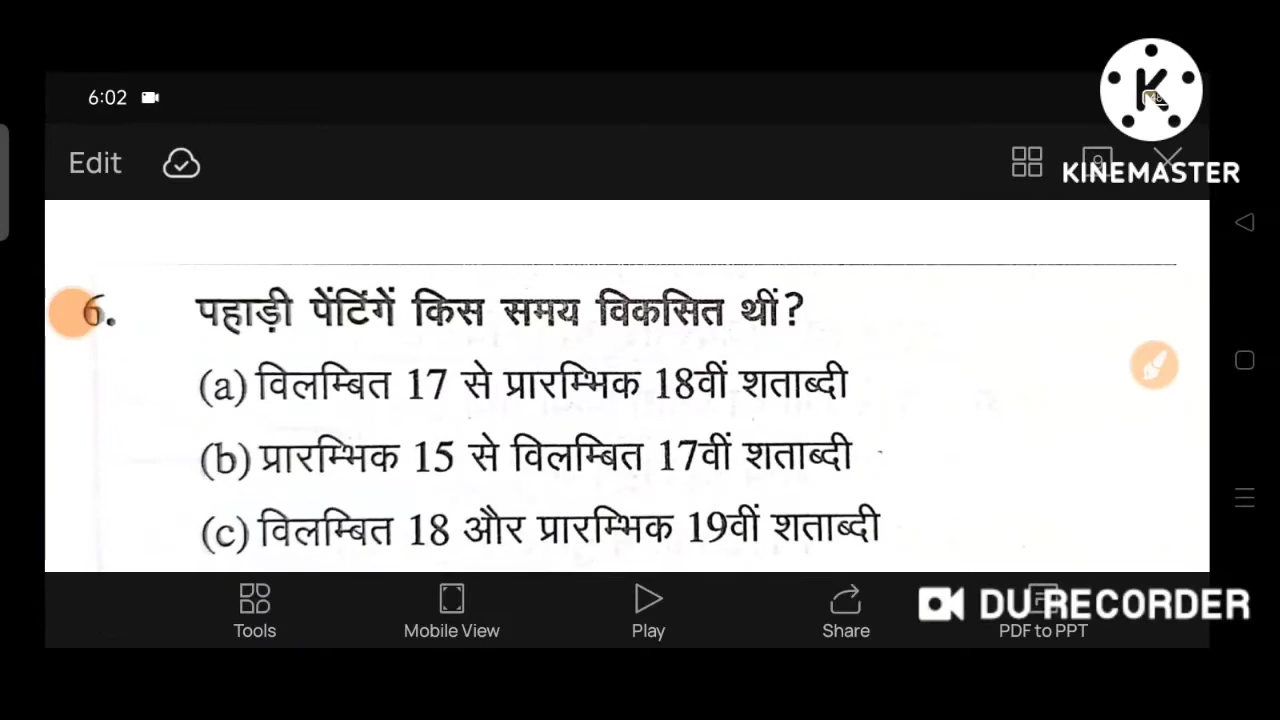 6:02
KINEMASTER
Edit
6. पहाड़ी पेंटिंगें किस समय विकसित थीं?
(a) विलम्बित 17 से प्रारम्भिक 18वीं शताब्दी
(b) प्रारम्भिक 15 से विलम्बित 17वीं शताब्दी
(c) विलम्बित 18 और प्रारम्भिक 19वीं शताब्दी
DU RECORDER
Tools Mobile View Play Share PDF to PPT